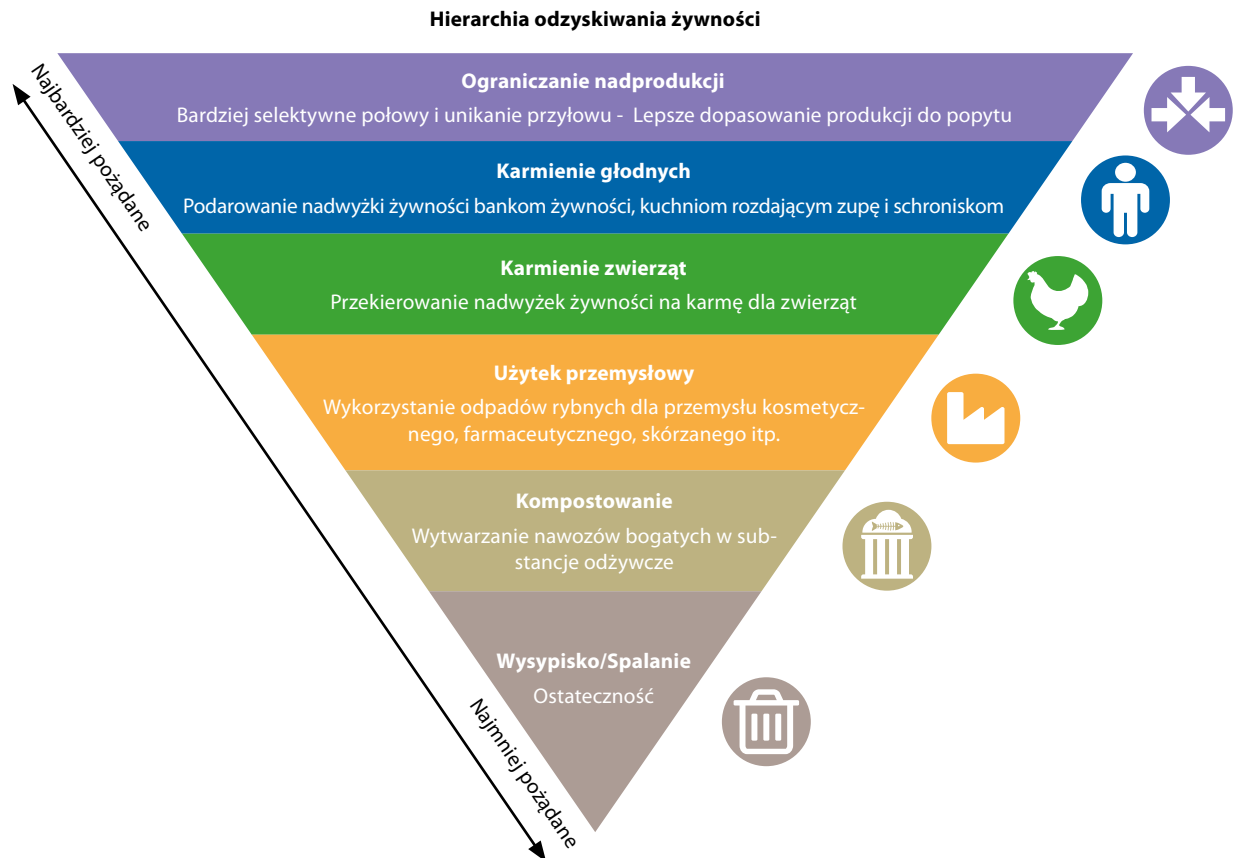 Hierarchia odzyskiwania żywności
Najbardziej pożądane
Ograniczanie nadprodukcji
Bardziej selektywne połowy i unikanie przyłowu - Lepsze dopasowanie produkcji do popytu
Karmienie głodnych
Podarowanie nadwyżki żywności bankom żywności, kuchniom rozdającym zupę i schroniskom
Karmienie zwierząt
Przekierowanie nadwyżek żywności na karmę dla zwierząt
Użytek przemysłowy
Wykorzystanie odpadów rybnych dla przemysłu kosmetycz-
nego, farmaceutycznego, skórzanego itp.
Kompostowanie
Wytwarzanie nawozów bogatych w sub-
stancje odżywcze
Wysypisko/Spalanie
Ostateczność
Najmniej pożądane